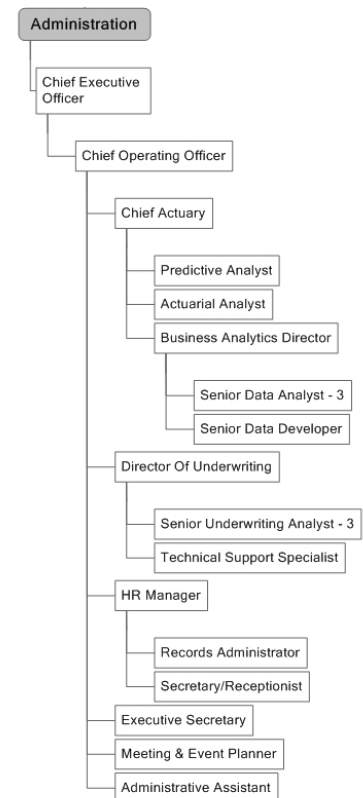 Administration
Chief Executive
Officer
Chief Operating Officer
Chief Actuary
Predictive Analyst
Actuarial Analyst
Business Analytics Director
Senior Data Analyst - 3
Senior Data Developer
Director Of Underwriting
Senior Underwriting Analyst - 3
Technical Support Specialist
HR Manager
Records Administrator
Secretary/Receptionist
Executive Secretary
Meeting & Event Planner
Administrative Assistant